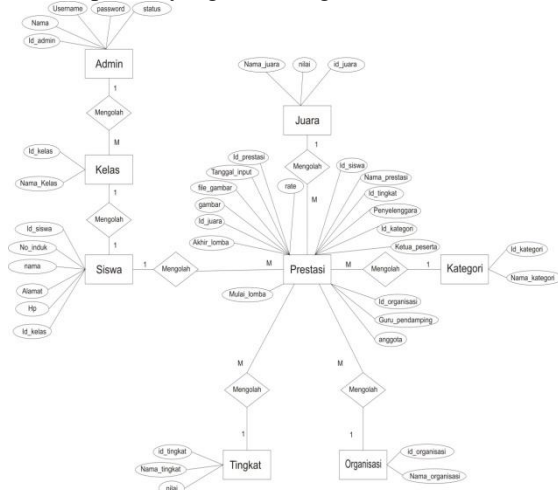 Username
password
status
Nama
Id_admin
Admin
1
Mengolah
M
Id_kelas
Nama_Kelas
Kelas
1
Mengolah
1
Id_siswa
No_induk
nama
Alamat
Hp
Id_kelas
Siswa
1
Mengolah
M
Nama_juara
nilai
id_juara
Juara
1
Mengolah
M
Id_prestasi
Tanggal_input
file_gambar
gambar
Id_juara
Akhir_lomba
Mulai_lomba
rate
Id_siswa
Nama_prestasi
Id_tingkat
Penyelenggara
Id_kategori
Ketua_peserta
Prestasi
M
Mengolah
1
Kategori
Id_kategori
Nama_kategori
Id_organisasi
Guru_pendamping
anggota
M
Mengolah
1
id_tingkat
Nama_tingkat
nilai
Tingkat
M
Mengolah
1
Organisasi
id_organisasi
Nama_organisasi